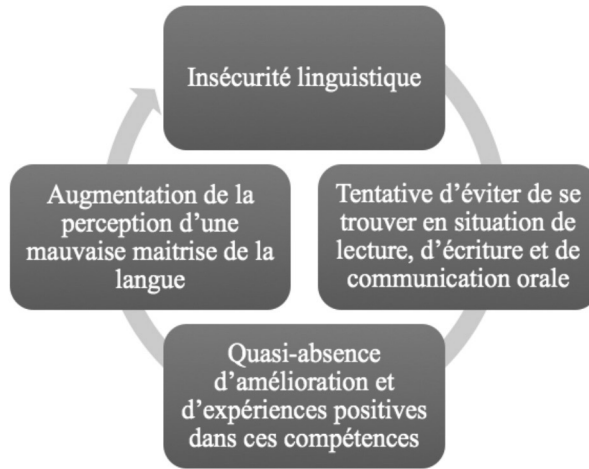 Insécurité linguistique
Tentative d'éviter de se
trouver en situation de
lecture, d'écriture et de
communication orale
Quasi-absence
d'amélioration et
d'expériences positives
dans ces compétences
Augmentation de la
perception d'une
mauvaise maitrise de la
langue